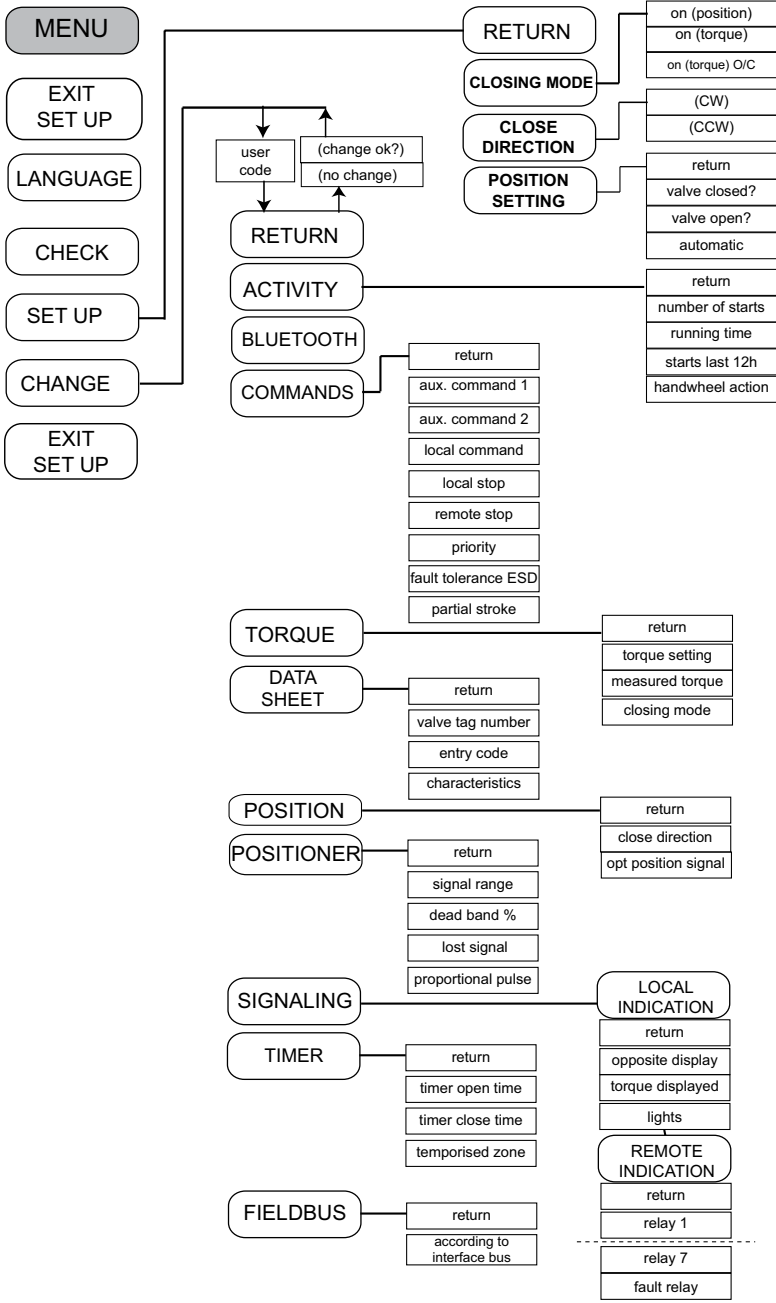 MENU
EXIT
SET UP
LANGUAGE
CHECK
SET UP
CHANGE
EXIT
SET UP
RETURN
CLOSING MODE
on (position)
on (torque)
on (torque) O/C
CLOSE
DIRECTION
(CW)
(CCW)
POSITION
SETTING
return
valve closed?
valve open?
automatic
user
code
(change ok?)
(no change)
RETURN
ACTIVITY
return
number of starts
running time
starts last 12h
handwheel action
BLUETOOTH
COMMANDS
return
aux. command 1
aux. command 2
local command
local stop
remote stop
priority
fault tolerance ESD
partial stroke
TORQUE
return
torque setting
measured torque
closing mode
DATA
SHEET
return
valve tag number
entry code
characteristics
POSITION
return
close direction
opt position signal
POSITIONER
return
signal range
dead band %
lost signal
proportional pulse
SIGNALING
LOCAL
INDICATION
return
opposite display
torque displayed
lights
REMOTE
INDICATION
return
relay 1
relay 7
fault relay
TIMER
return
timer open time
timer close time
temporised zone
FIELDBUS
return
according to
interface bus